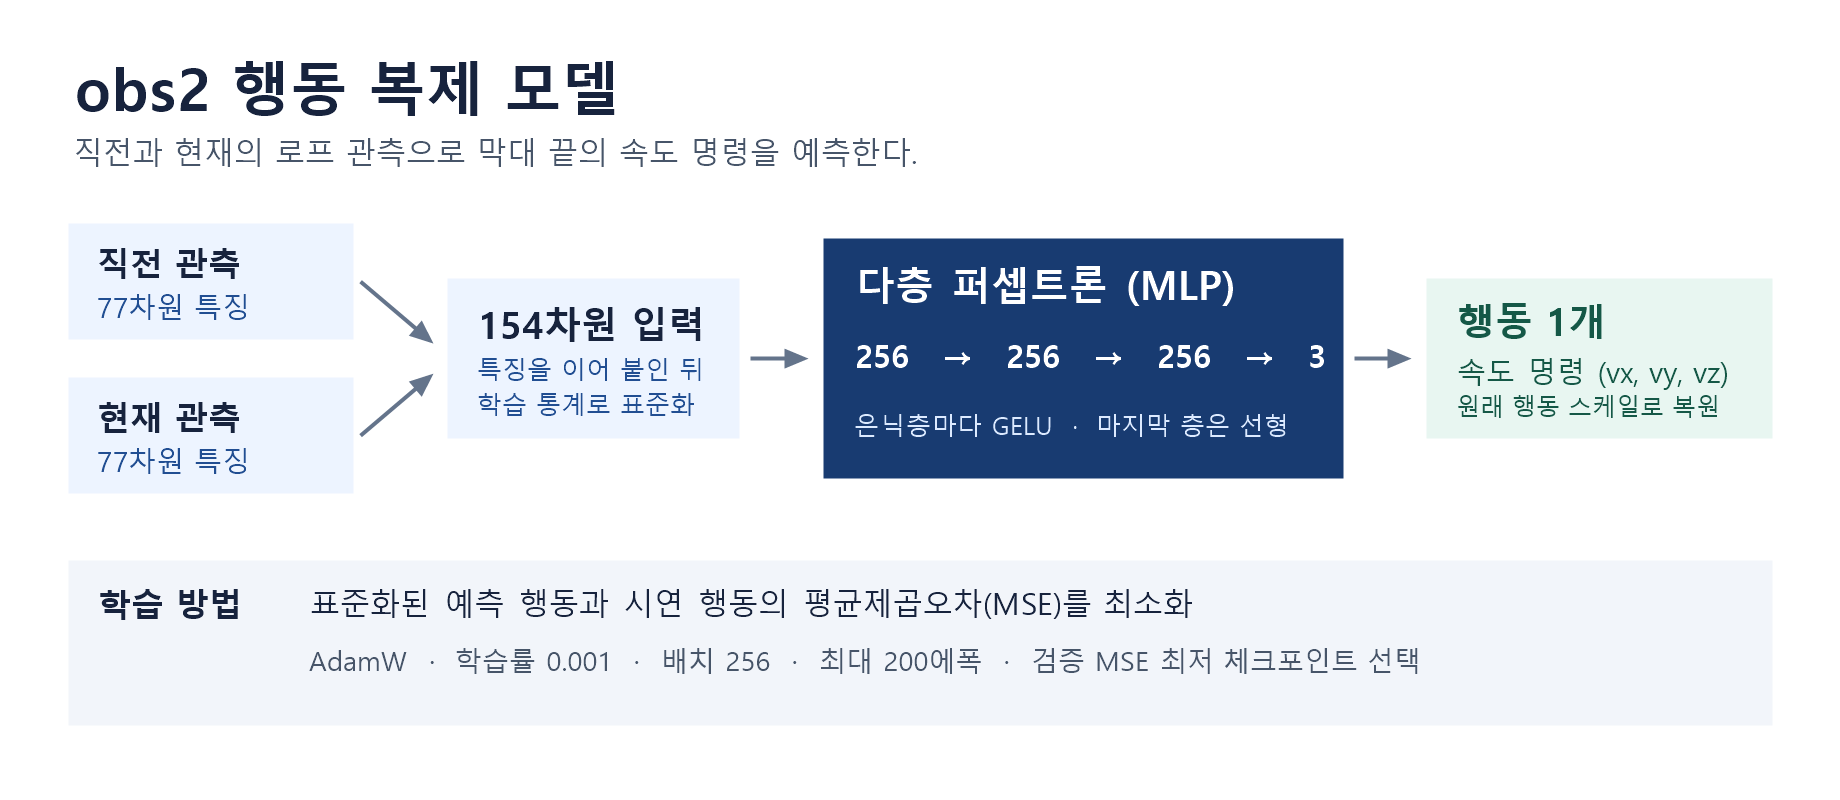 obs2 행동 복제 모델
직전과 현재의 로프 관측으로 막대 끝의 속도 명령을 예측한다.
직전 관측
77차원 특징
현재 관측
77차원 특징
154차원 입력
특징을 이어 붙인 뒤
학습 통계로 표준화
다층 퍼셉트론 (MLP)
256 → 256 → 256 → 3
은닉층마다 GELU · 마지막 층은 선형
행동 1개
속도 명령 (vx, vy, vz)
원래 행동 스케일로 복원
학습 방법
표준화된 예측 행동과 시연 행동의 평균제곱오차(MSE)를 최소화
AdamW · 학습률 0.001 · 배치 256 · 최대 200에폭 · 검증 MSE 최저 체크포인트 선택